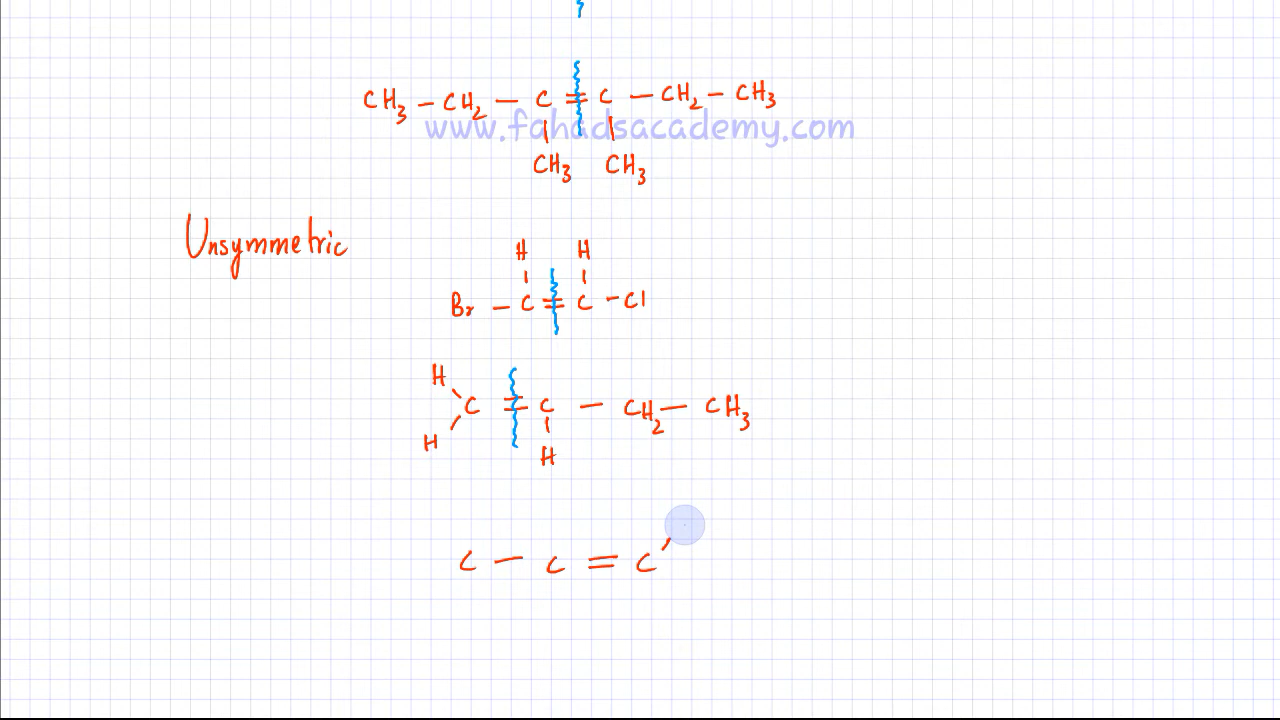 CH3 – CH2 – C = C – CH2 – CH3
www.fahadsacademy.com
CH3 CH3
Unsymmetric
H H
Br – C = C – Cl
H
C = C – CH2 – CH3
H
H
C – C = C